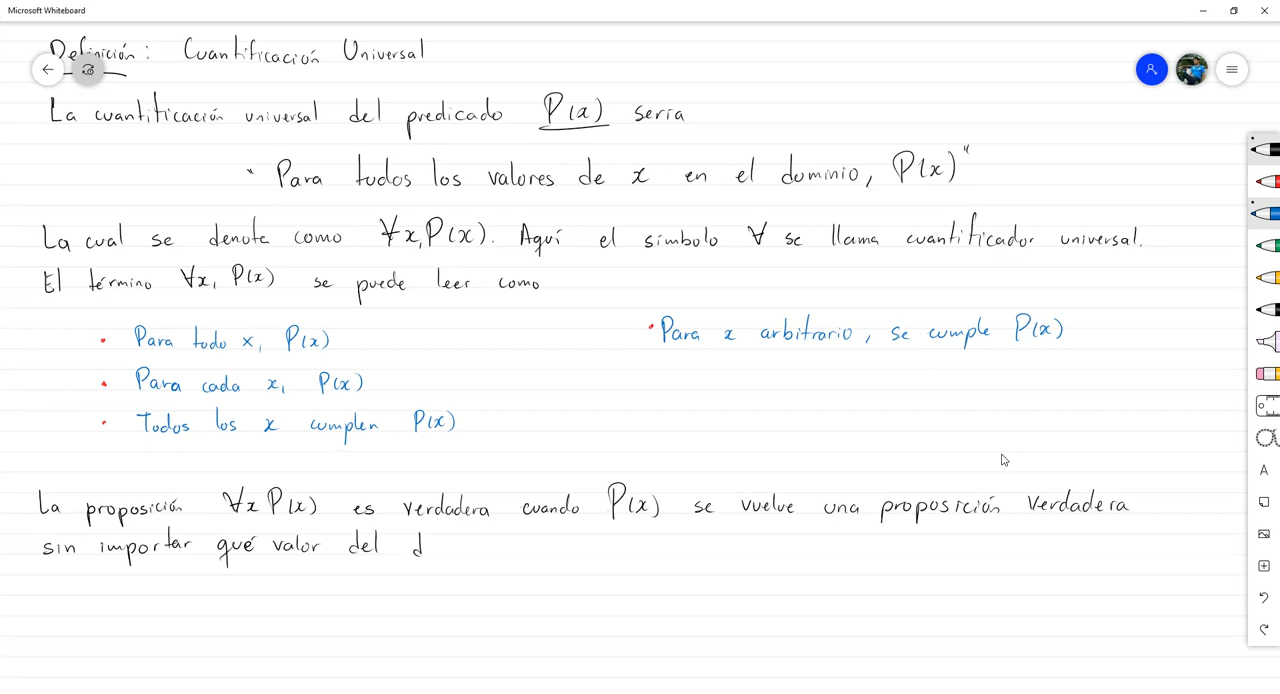 Microsoft Whiteboard
Definición: Cuantificación Universal
La cuantificación universal del predicado P(x) sería
"Para todos los valores de x en el dominio, P(x)"
La cual se denota como ∀x, P(x). Aquí el símbolo ∀ se llama cuantificador universal.
El término ∀x, P(x) se puede leer como
• Para todo x, P(x)
• Para cada x, P(x)
• Todos los x cumplen P(x)
• Para x arbitrario, se cumple P(x)
La proposición ∀x P(x) es verdadera cuando P(x) se vuelve una proposición verdadera
sin importar qué valor del d